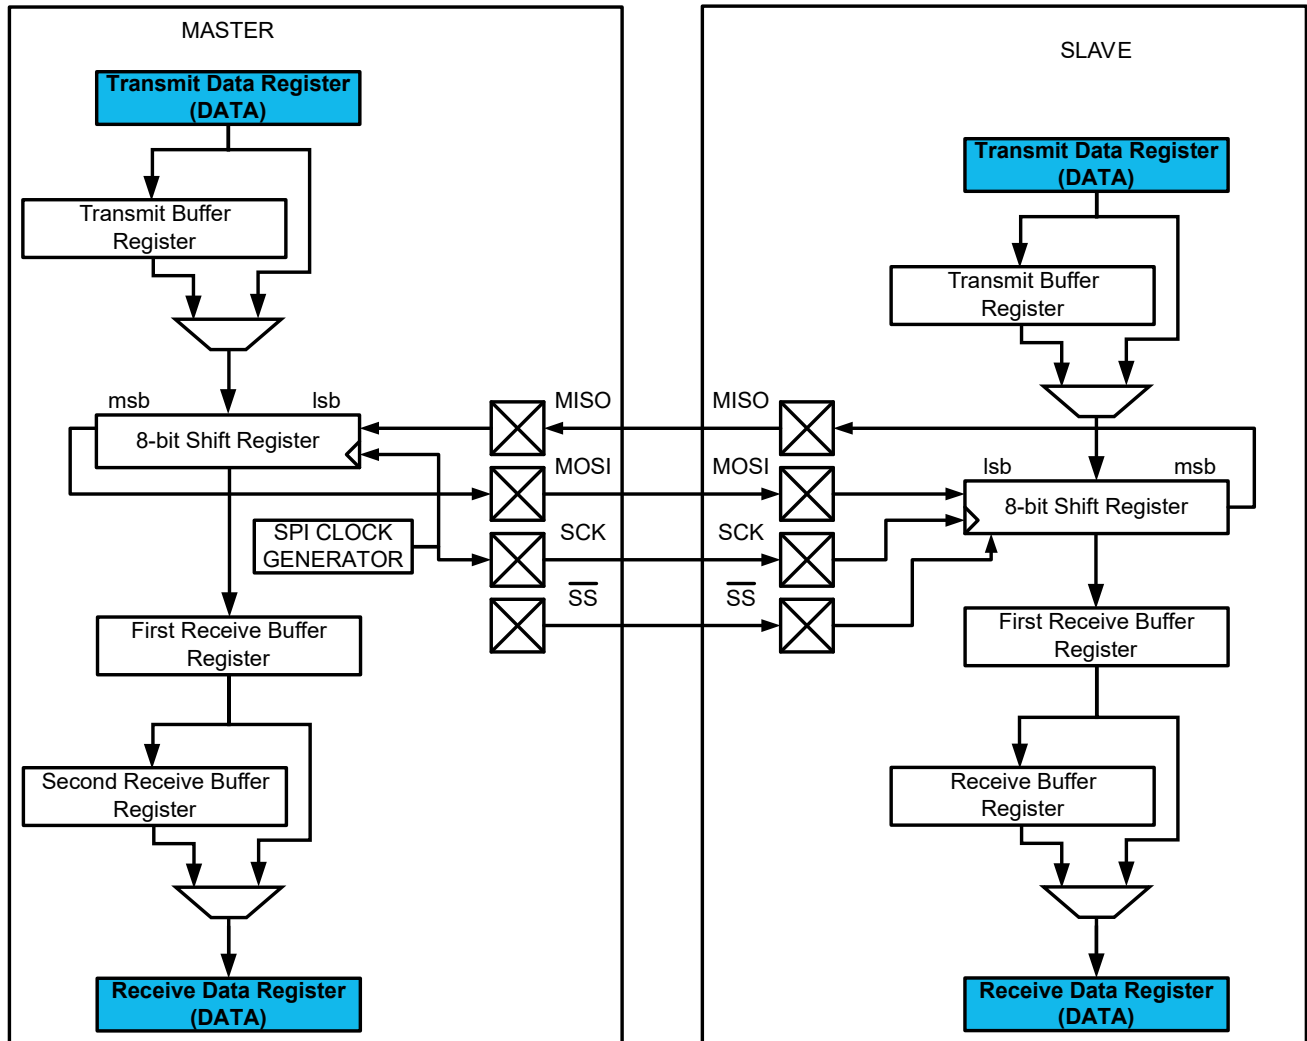 MASTER
Transmit Data Register
(DATA)
Transmit Buffer
Register
msb
lsb
8-bit Shift Register
SPI CLOCK
GENERATOR
First Receive Buffer
Register
Second Receive Buffer
Register
Receive Data Register
(DATA)
MISO
MOSI
SCK
SS
MISO
MOSI
SCK
SS
SLAVE
Transmit Data Register
(DATA)
Transmit Buffer
Register
lsb
msb
8-bit Shift Register
First Receive Buffer
Register
Receive Buffer
Register
Receive Data Register
(DATA)